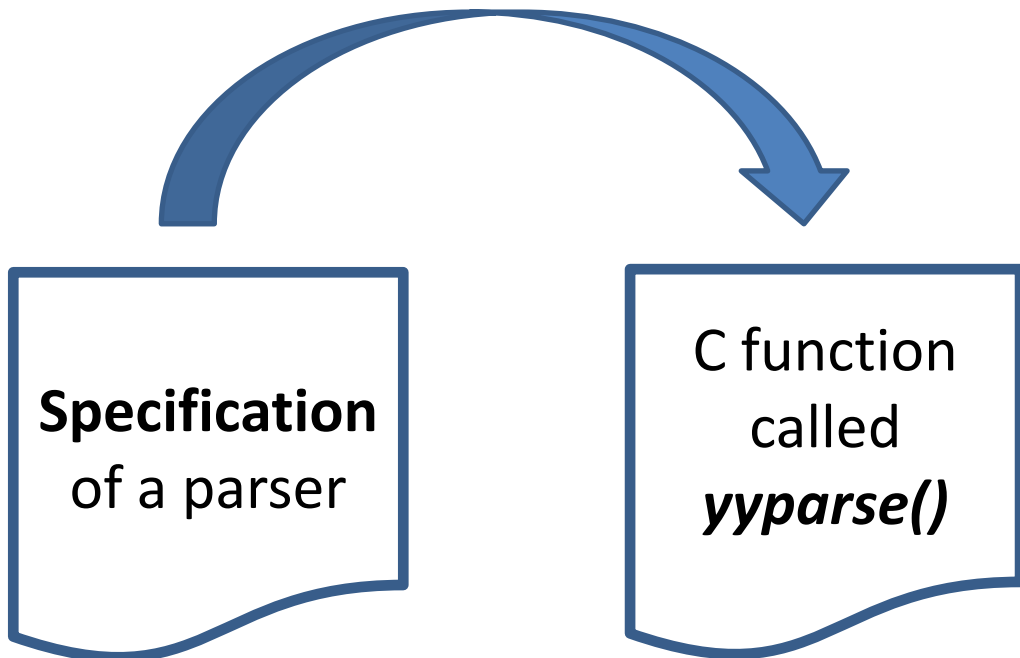 Specification
of a parser
C function
called
yyparse()